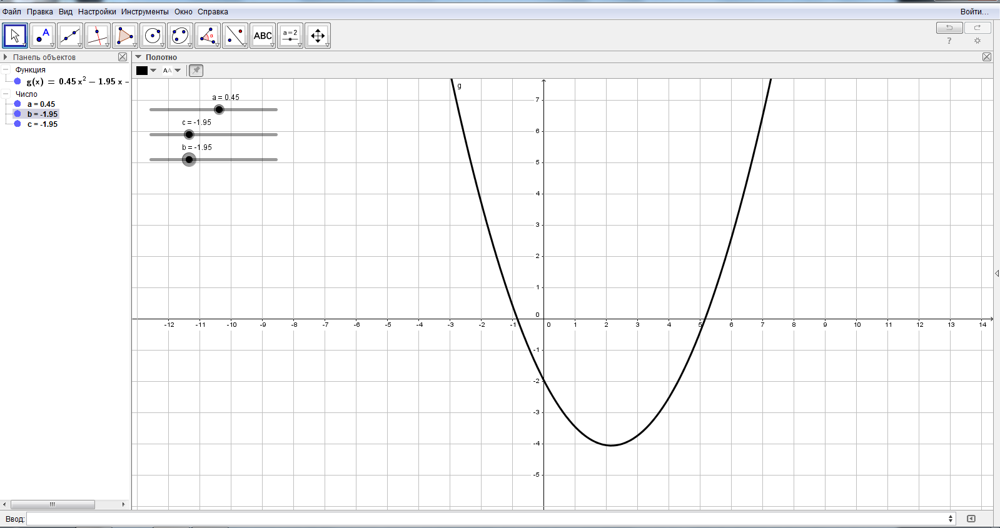 Файл Правка Вид Настройки Инструменты Окно Справка Войти...
A ABC a = 2
α
?
Панель объектов
Полотно
Функция
AA
g(x) = 0.45 x² − 1.95 x −
Число
a = 0.45
b = -1.95
c = -1.95
a = 0.45
c = -1.95
b = -1.95
g
7
6
5
4
3
2
1
0
-12 -11 -10 -9 -8 -7 -6 -5 -4 -3 -2 -1 0 1 2 3 4 5 6 7 8 9 10 11 12 13 14
-1
-2
-3
-4
-5
Ввод: